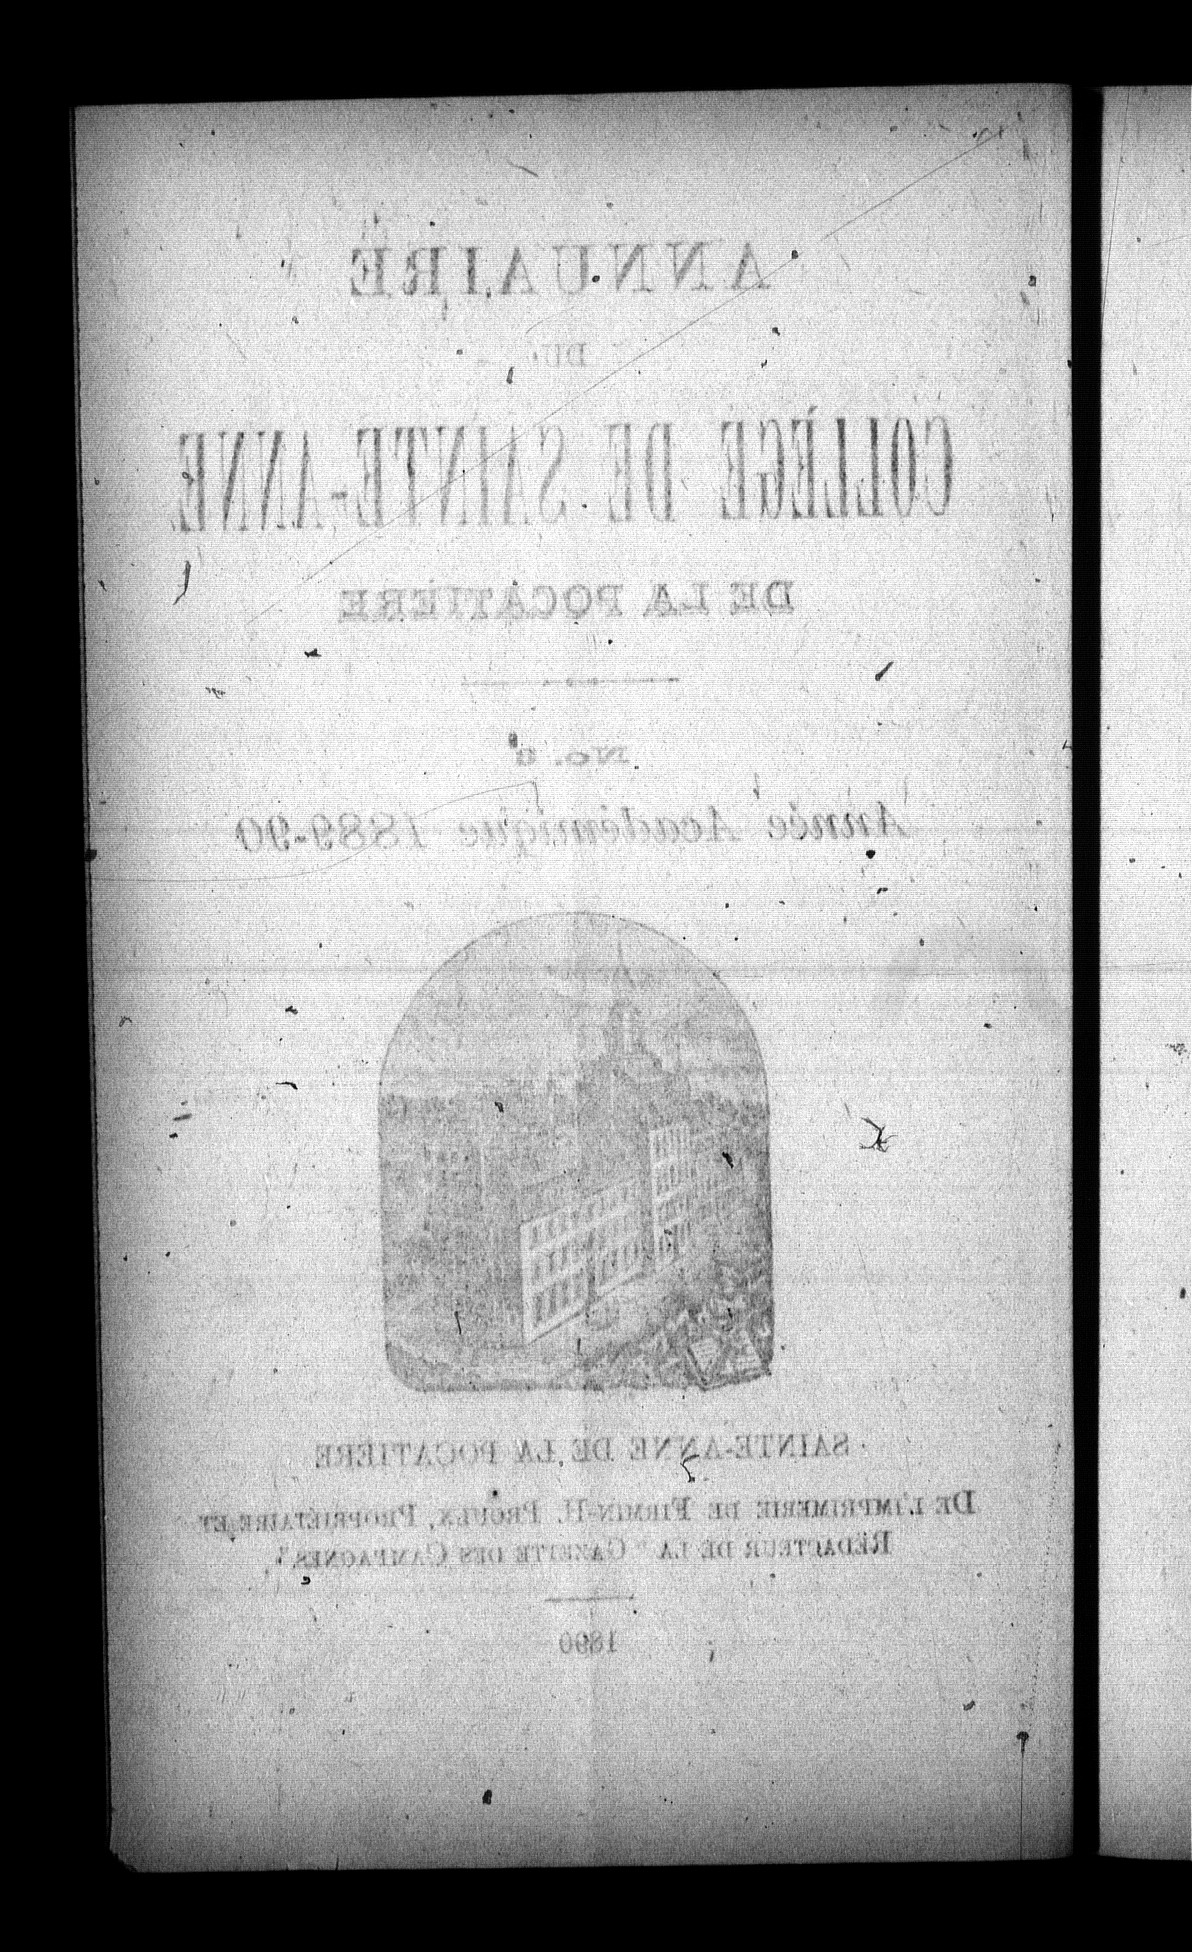 ANNUAIRE
DU
COLLÈGE DE SAINTE-ANNE
DE LA POCATIÈRE
No.
Année Académique 1889-90
SAINTE-ANNE DE LA POCATIÈRE
DE L'IMPRIMERIE DE FIRMIN-H. PROULX, PROPRIÉTAIRE ET
RÉDACTEUR DE LA "GAZETTE DES CAMPAGNES"
1890